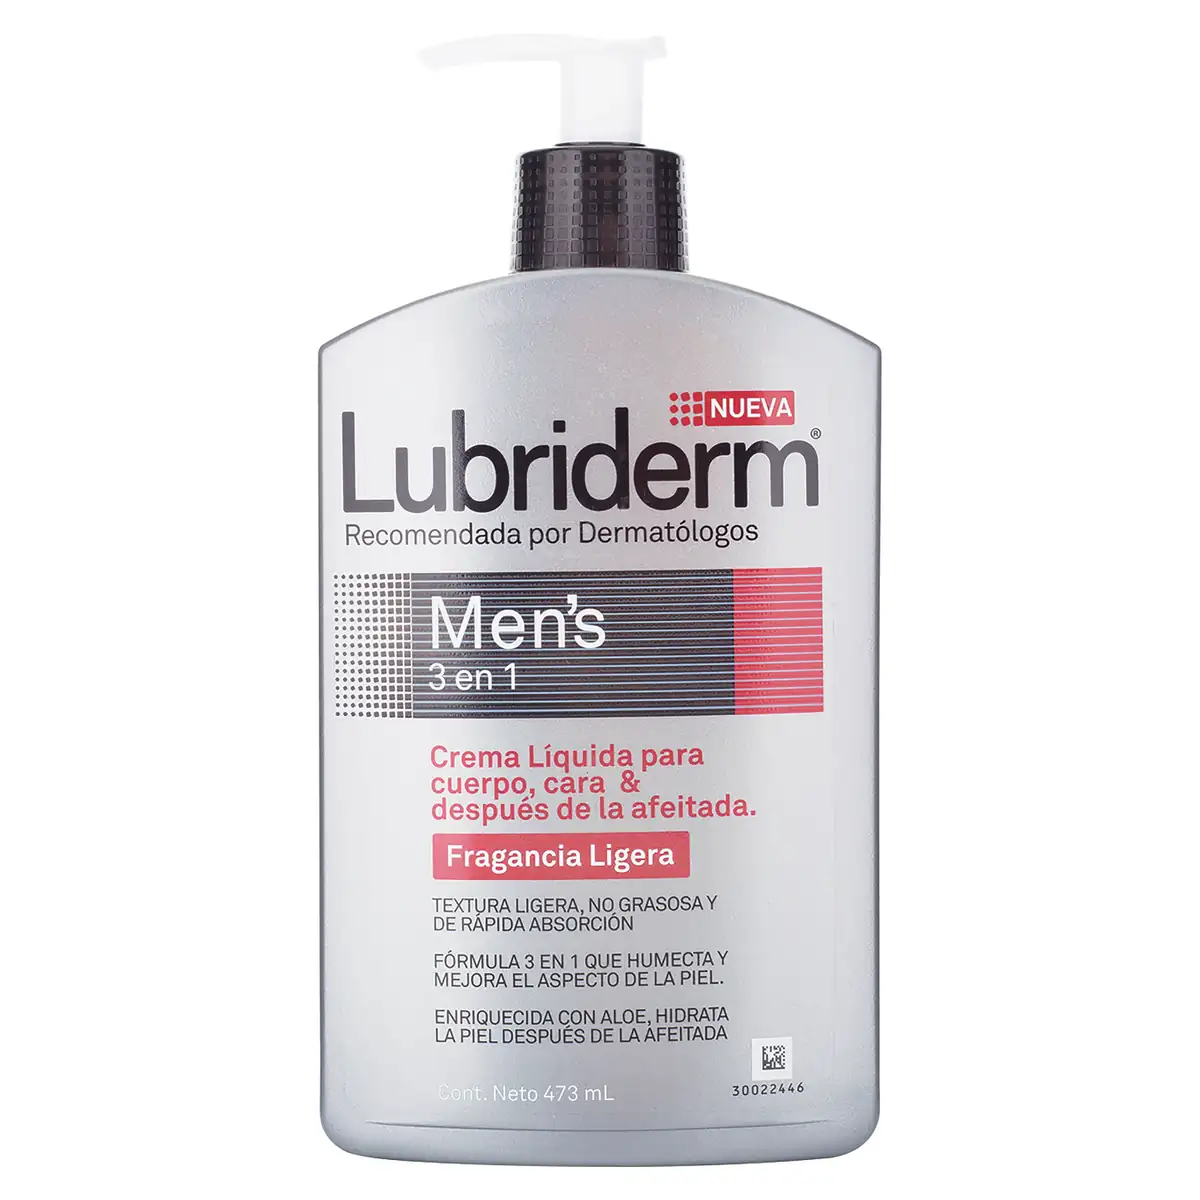 NUEVA
Lubriderm®
Recomendada por Dermatólogos
Men's
3 en 1
Crema Líquida para
cuerpo, cara &
después de la afeitada.
Fragancia Ligera
TEXTURA LIGERA, NO GRASOSA Y
DE RÁPIDA ABSORCIÓN
FÓRMULA 3 EN 1 QUE HUMECTA Y
MEJORA EL ASPECTO DE LA PIEL.
ENRIQUECIDA CON ALOE, HIDRATA
LA PIEL DESPUÉS DE LA AFEITADA
Cont. Neto 473 mL
30022446